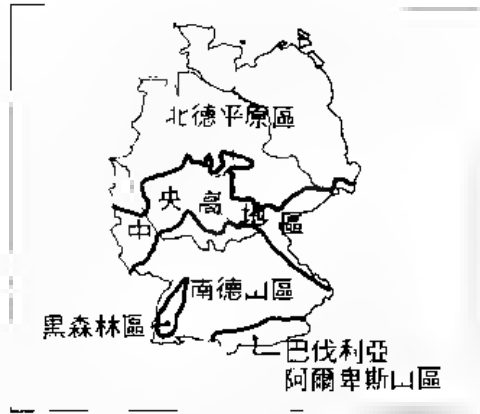 北德平原區
中央高地區
南德山區
黑森林區
巴伐利亞
阿爾卑斯山區